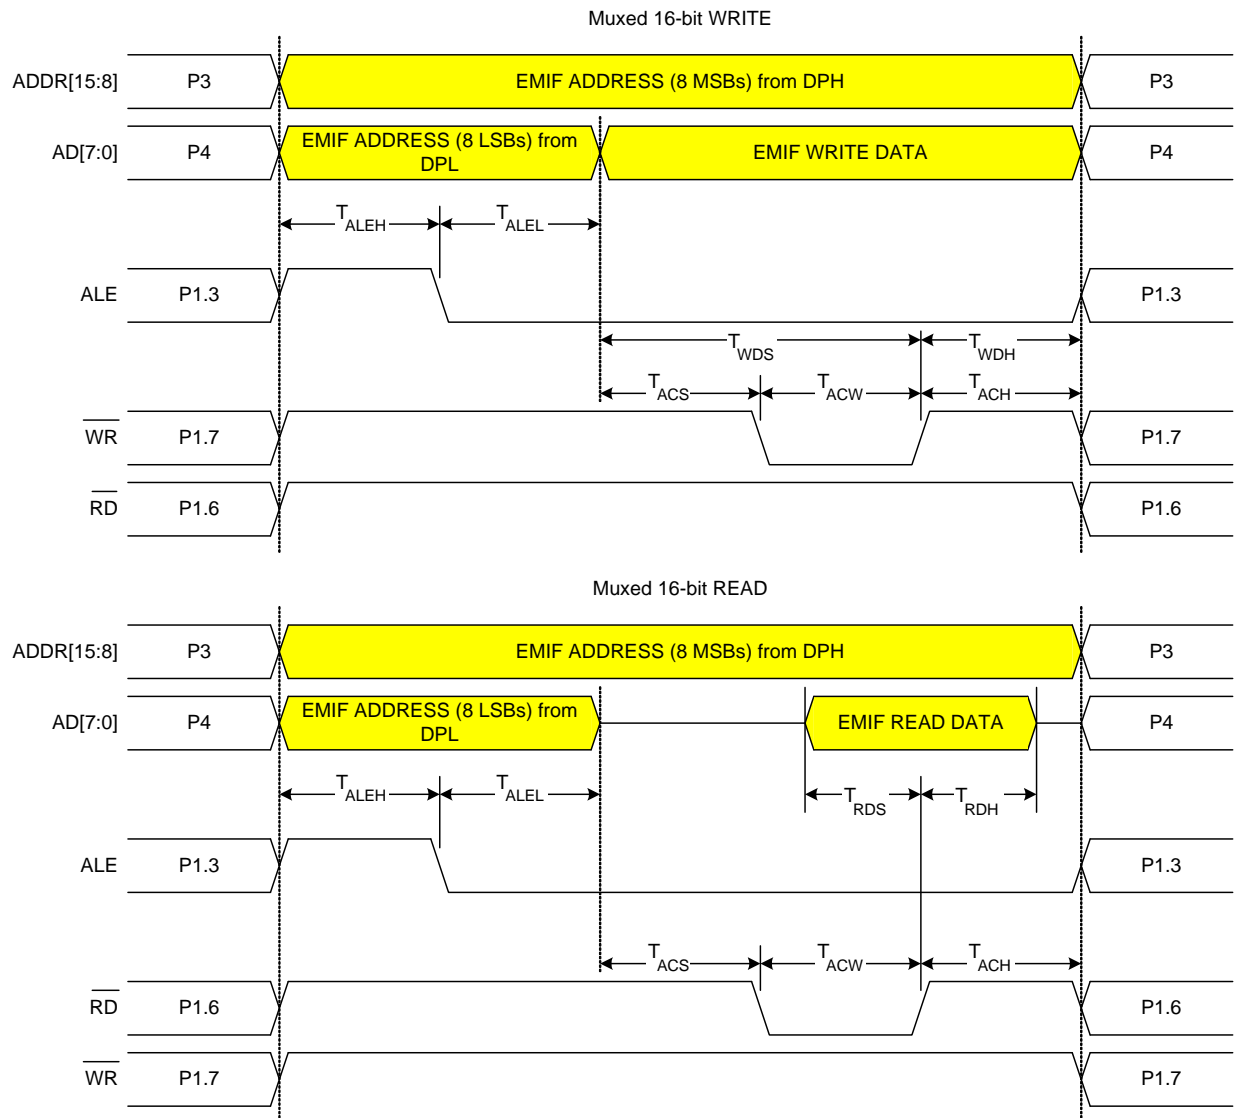 Muxed 16-bit WRITE
ADDR[15:8] P3 EMIF ADDRESS (8 MSBs) from DPH P3
AD[7:0] P4 EMIF ADDRESS (8 LSBs) from DPL EMIF WRITE DATA P4
TALEH TALEL
ALE P1.3 P1.3
TWDS TWDH
TACS TACW TACH
WR P1.7 P1.7
RD P1.6 P1.6
Muxed 16-bit READ
ADDR[15:8] P3 EMIF ADDRESS (8 MSBs) from DPH P3
AD[7:0] P4 EMIF ADDRESS (8 LSBs) from DPL EMIF READ DATA P4
TALEH TALEL TRDS TRDH
ALE P1.3 P1.3
TACS TACW TACH
RD P1.6 P1.6
WR P1.7 P1.7